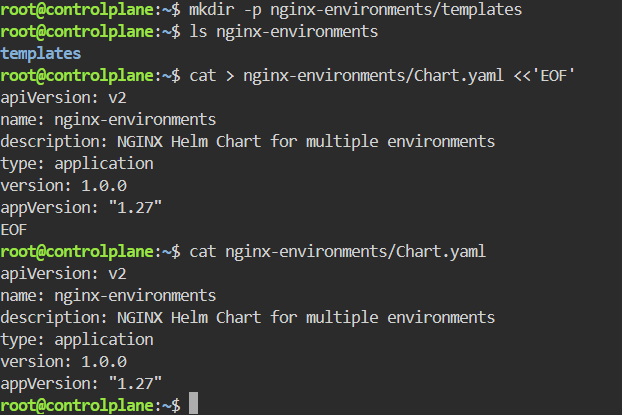 root@controlplane:~$ mkdir -p nginx-environments/templates
root@controlplane:~$ ls nginx-environments
templates
root@controlplane:~$ cat > nginx-environments/Chart.yaml <<'EOF'
apiVersion: v2
name: nginx-environments
description: NGINX Helm Chart for multiple environments
type: application
version: 1.0.0
appVersion: "1.27"
EOF
root@controlplane:~$ cat nginx-environments/Chart.yaml
apiVersion: v2
name: nginx-environments
description: NGINX Helm Chart for multiple environments
type: application
version: 1.0.0
appVersion: "1.27"
root@controlplane:~$